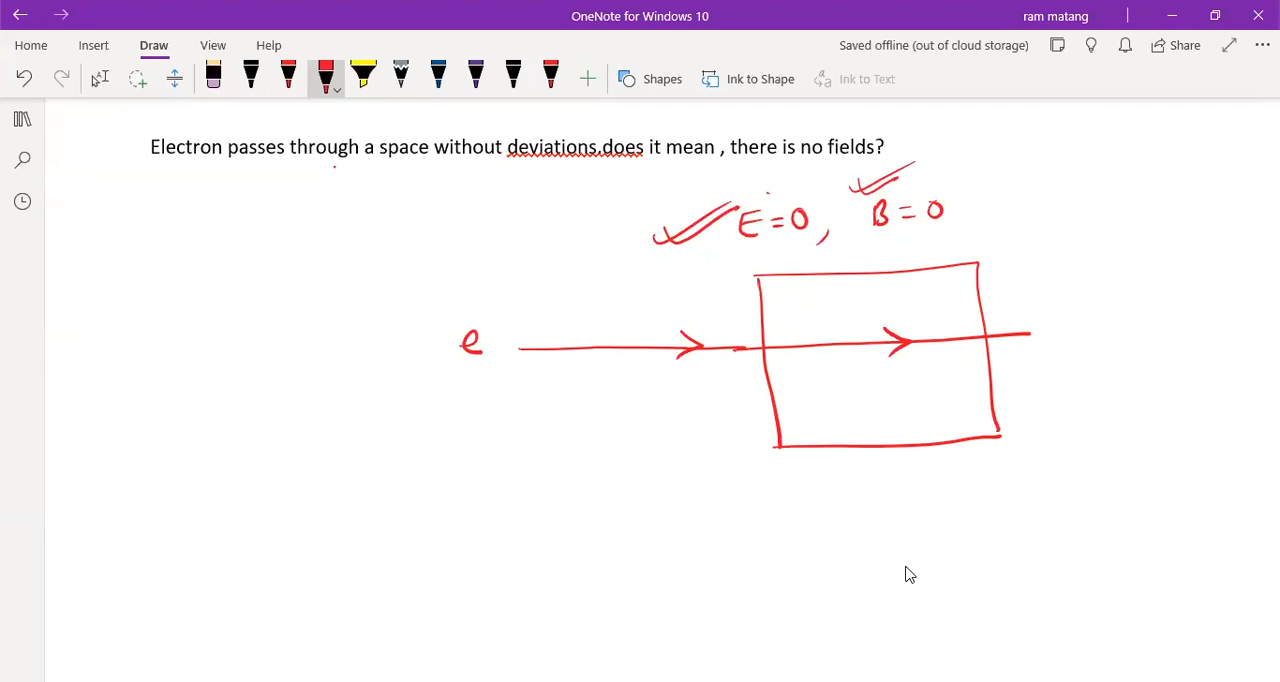 OneNote for Windows 10
ram matang
Home Insert Draw View Help
Saved offline (out of cloud storage)
Share
Shapes
Ink to Shape
Ink to Text
Electron passes through a space without deviations.does it mean , there is no fields?
E = 0 , B = 0
e